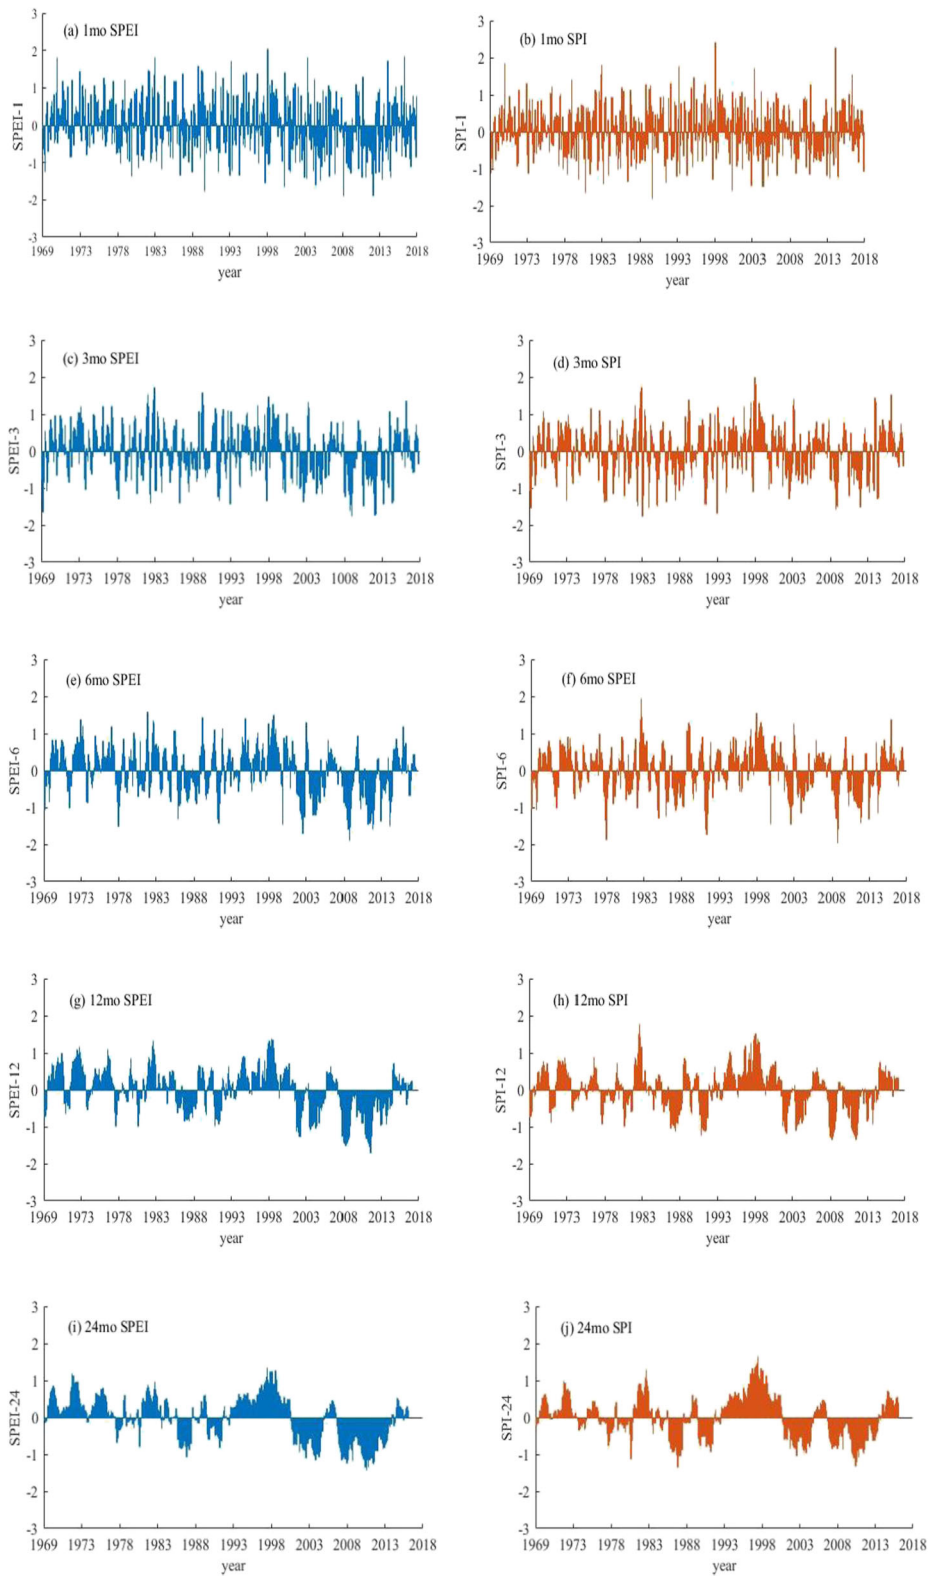 (a) 1mo SPEI
3
2
1
0
-1
-2
-3
SPEI-1
1969 1973 1978 1983 1988 1993 1998 2003 2008 2013 2018
year
(b) 1mo SPI
3
2
1
0
-1
-2
-3
SPI-1
1969 1973 1978 1983 1988 1993 1998 2003 2008 2013 2018
year
(c) 3mo SPEI
3
2
1
0
-1
-2
-3
SPEI-3
1969 1973 1978 1983 1988 1993 1998 2003 1008 2013 2018
year
(d) 3mo SPI
3
2
1
0
-1
-2
-3
SPI-3
1969 1973 1978 1983 1988 1993 1998 2003 2008 2013 2018
year
(e) 6mo SPEI
3
2
1
0
-1
-2
-3
SPEI-6
1969 1973 1978 1983 1988 1993 1998 2003 2008 2013 2018
year
(f) 6mo SPEI
3
2
1
0
-1
-2
-3
SPI-6
1969 1973 1978 1983 1988 1993 1998 2003 2008 2013 2018
year
(g) 12mo SPEI
3
2
1
0
-1
-2
-3
SPEI-12
1969 1973 1978 1983 1988 1993 1998 2003 2008 2013 2018
year
(h) 12mo SPI
3
2
1
0
-1
-2
-3
SPI-12
1969 1973 1978 1983 1988 1993 1998 2003 2008 2013 2018
year
(i) 24mo SPEI
3
2
1
0
-1
-2
-3
SPEI-24
1969 1973 1978 1983 1988 1993 1998 2003 2008 2013 2018
year
(j) 24mo SPI
3
2
1
0
-1
-2
-3
SPI-24
1969 1973 1978 1983 1988 1993 1998 2003 2008 2013 2018
year